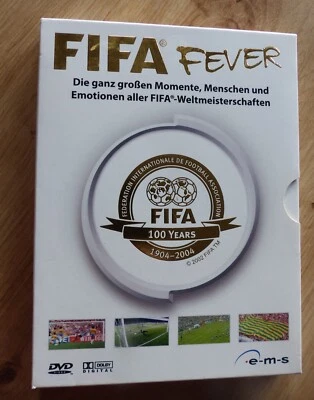 FIFA® FEVER
Die ganz großen Momente, Menschen und
Emotionen aller FIFA®-Weltmeisterschaften
FEDERATION INTERNATIONALE DE FOOTBALL ASSOCIATION
FIFA
100 YEARS
1904–2004
© 2002 FIFA TM
DVD
DOLBY
DIGITAL
e-m-s